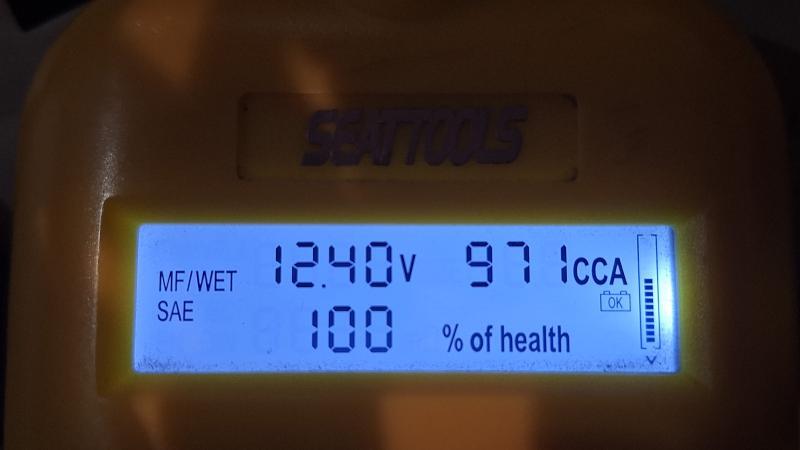 SEATTOOLS
MF/WET 12.40V 971CCA
OK
SAE 100 % of health